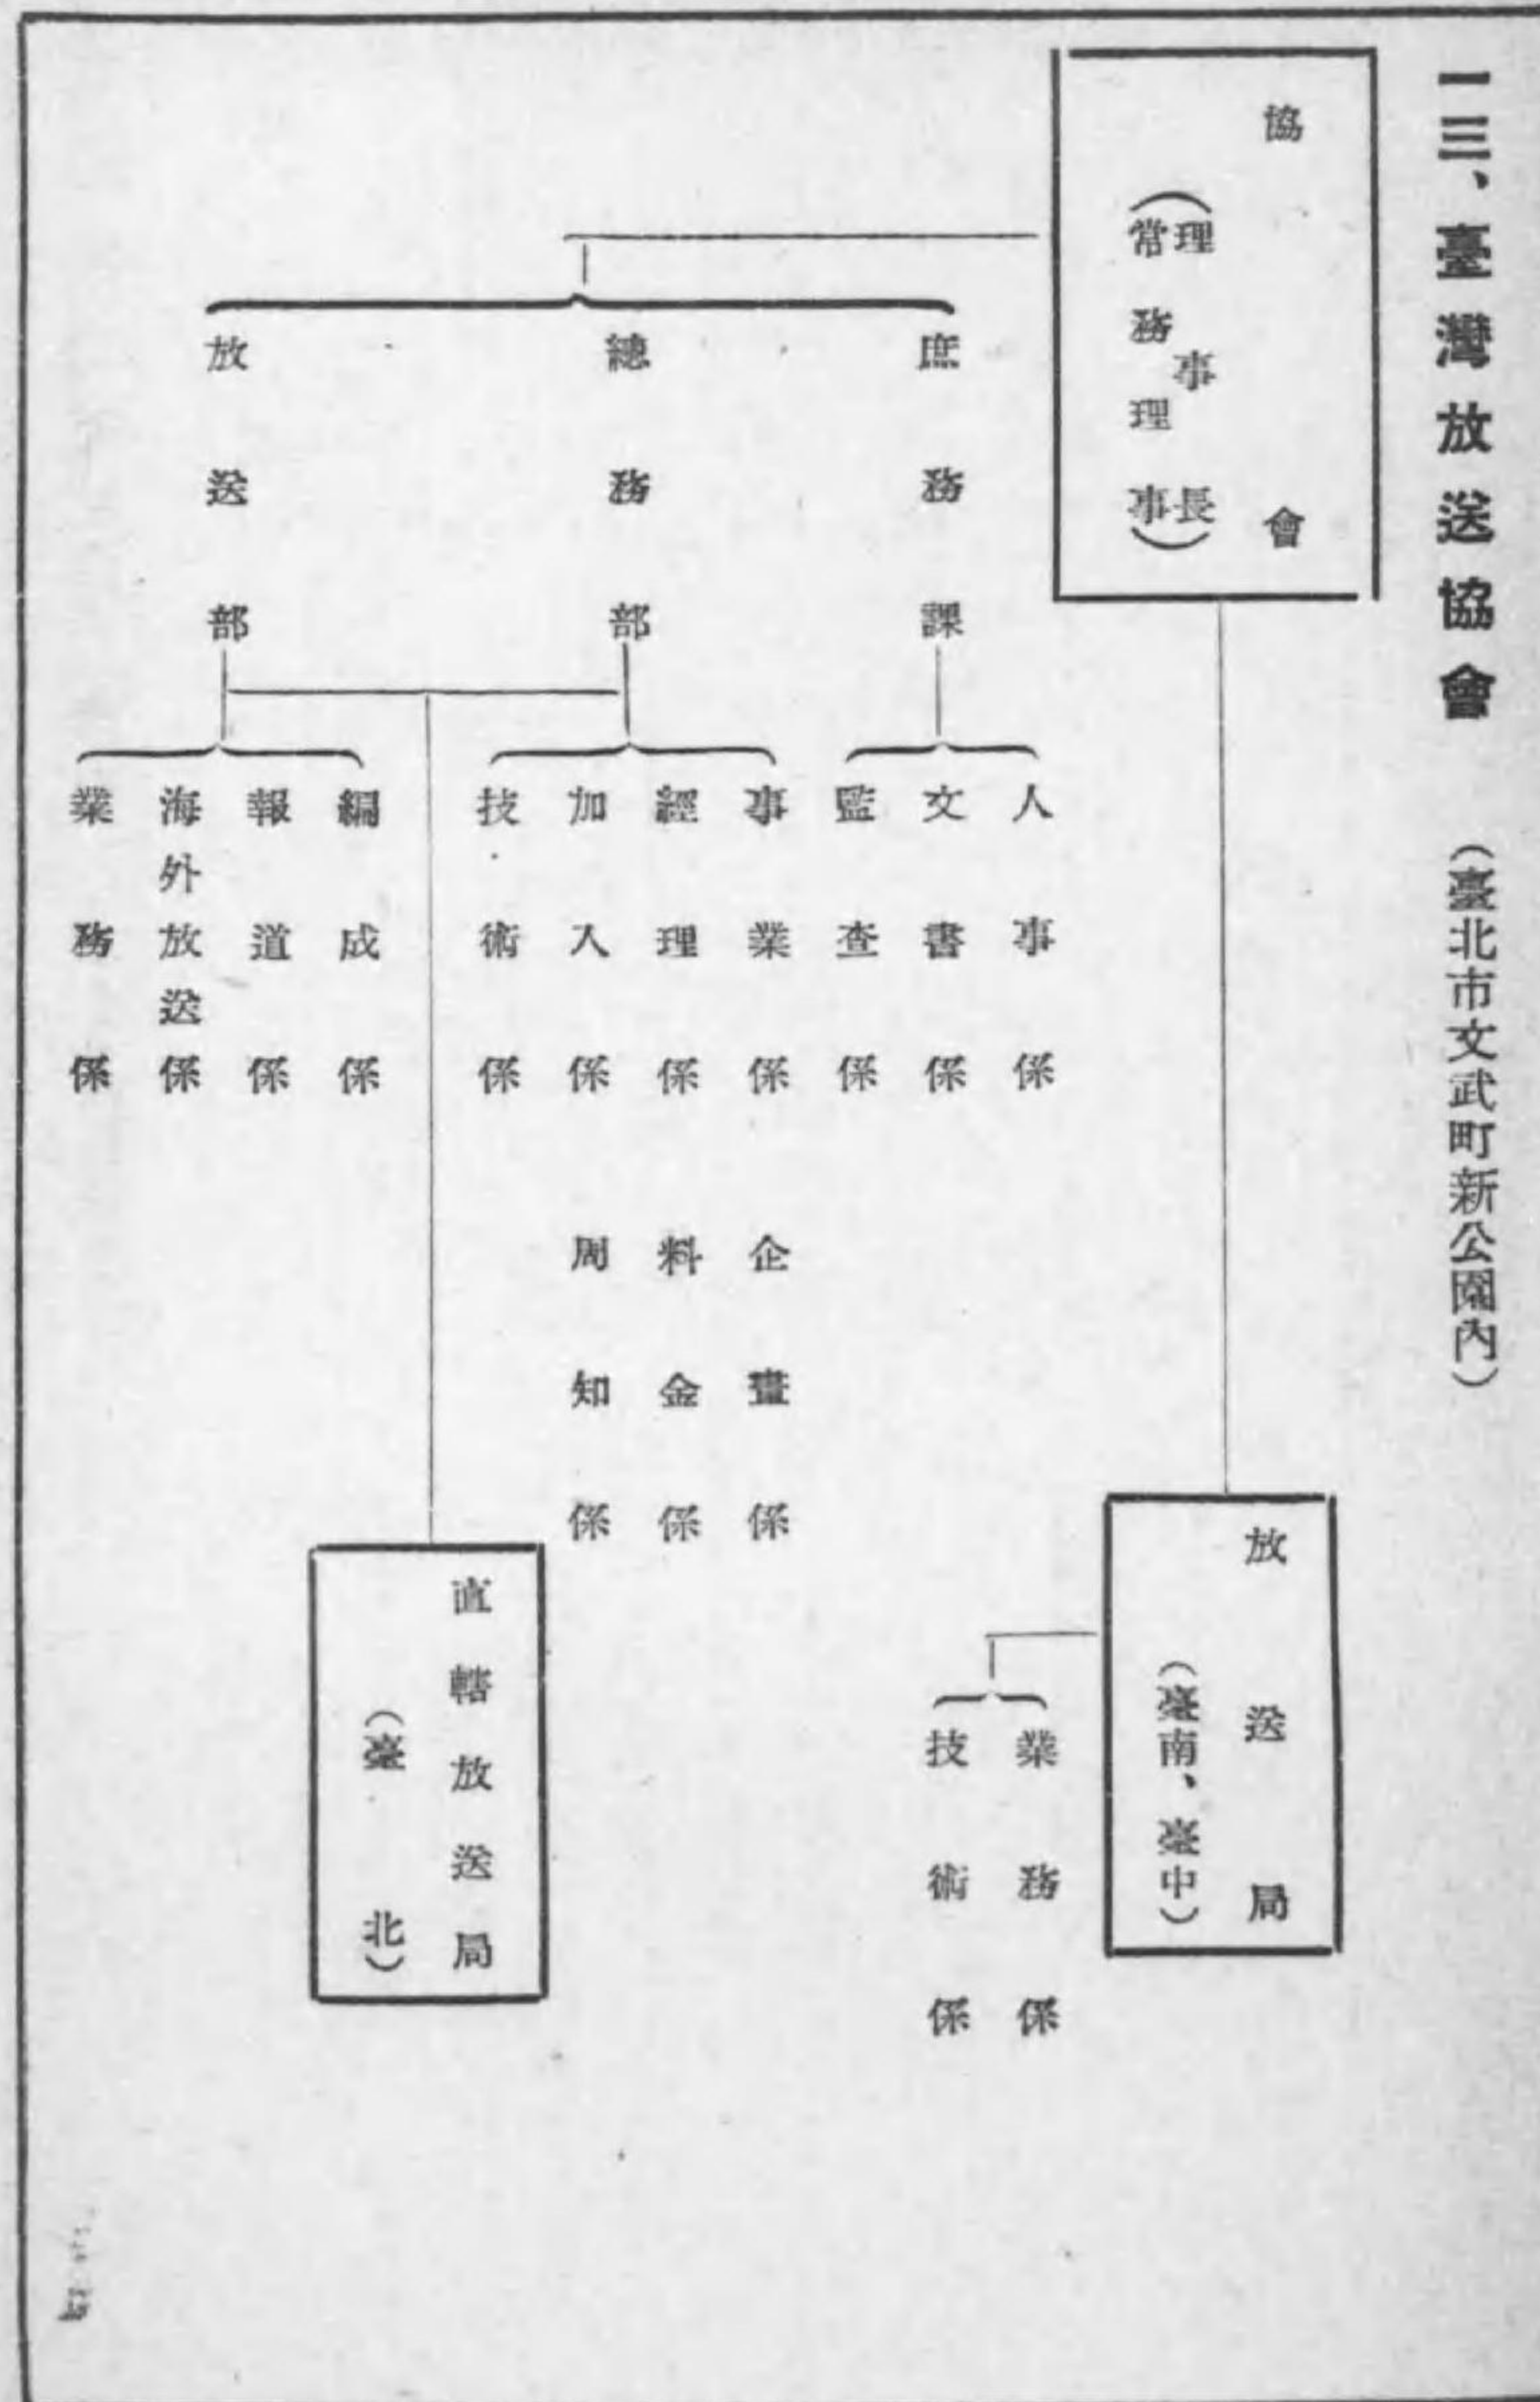 一三、臺灣放送協會
（臺北市文武町新公園內）
協會
（理事長
常務理事）
放送局
（臺南、臺中）
業務係
技術係
庶務課
人事係
文書係
監査係
總務部
事業係
經理係
加入係
技術係
企畫係
料金係
周知係
直轄放送局
（臺北）
放送部
編成係
報道係
海外放送係
業務係